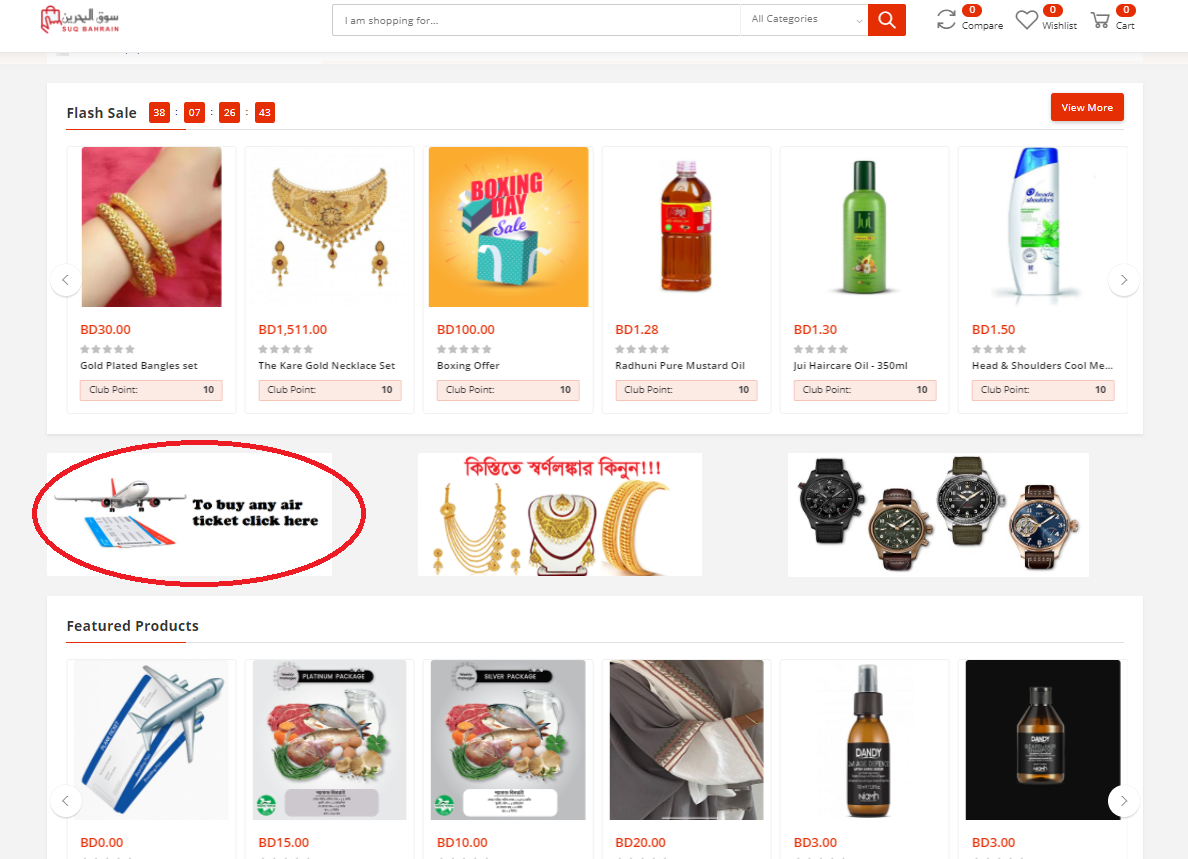 سوق البحرين
SUQ BAHRAIN
I am shopping for...
All Categories
0
Compare
0
Wishlist
0
Cart
Flash Sale 38 : 07 : 26 : 43
View More
BOXING
DAY
Sale
Jui
head&
shoulders
BD30.00
BD1,511.00
BD100.00
BD1.28
BD1.30
BD1.50
Gold Plated Bangles set
The Kare Gold Necklace Set
Boxing Offer
Radhuni Pure Mustard Oil
Jui Haircare Oil - 350ml
Head & Shoulders Cool Me...
Club Point: 10
Club Point: 10
Club Point: 10
Club Point: 10
Club Point: 10
Club Point: 10
To buy any air
ticket click here
কিস্তিতে স্বর্ণলঙ্কার কিনুন!!!
Featured Products
PLATINUM PACKAGE
SILVER PACKAGE
DANDY
DANDY
BD0.00
BD15.00
BD10.00
BD20.00
BD3.00
BD3.00